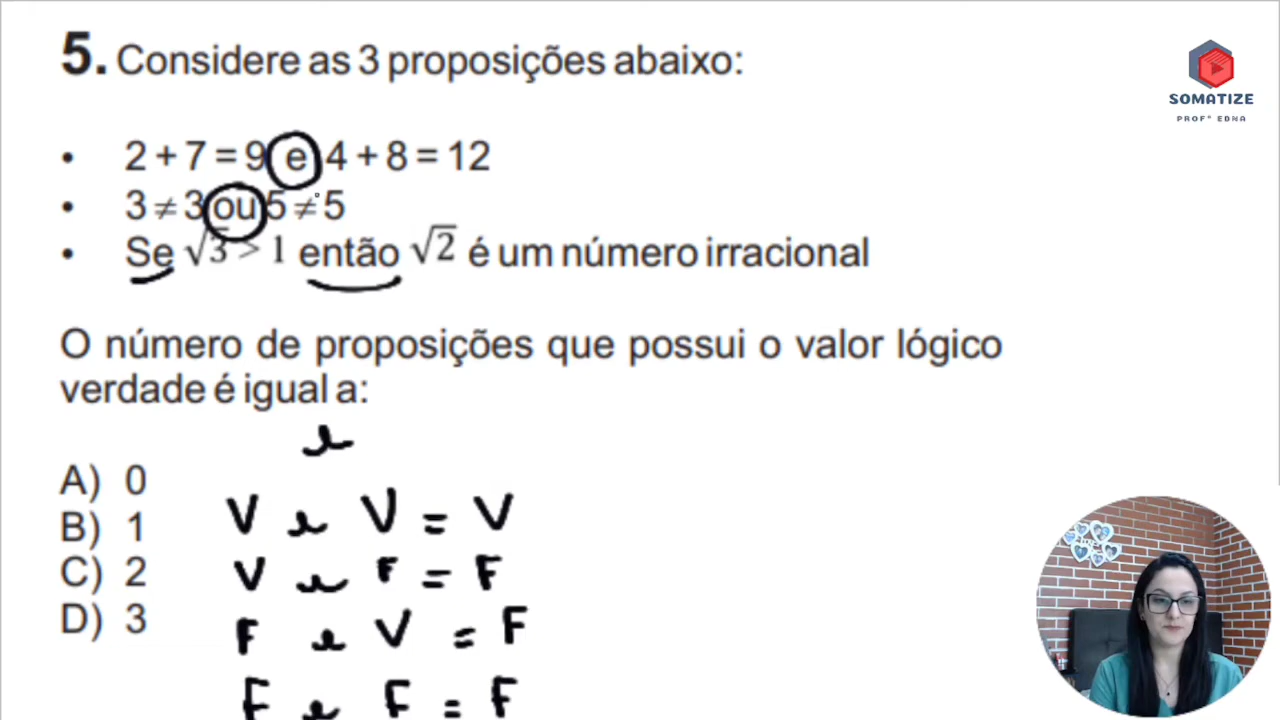 5. Considere as 3 proposições abaixo:
SOMATIZE
PROFª EDNA
• 2 + 7 = 9 e 4 + 8 = 12
• 3 ≠ 3 ou 5 ≠ 5
• Se √3 > 1 então √2 é um número irracional
O número de proposições que possui o valor lógico
verdade é igual a:
e
A) 0
B) 1
C) 2
D) 3
V e V = V
V e F = F
F e V = F
F e F = F